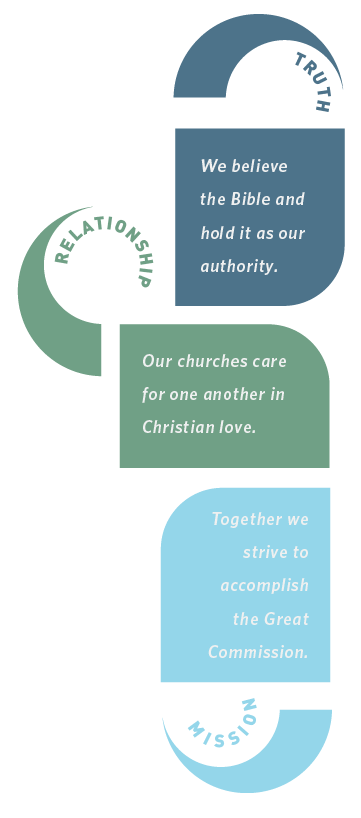 TRUTH
We believe
the Bible and
hold it as our
authority.
RELATIONSHIP
Our churches care
for one another in
Christian love.
Together we
strive to
accomplish
the Great
Commission.
MISSION